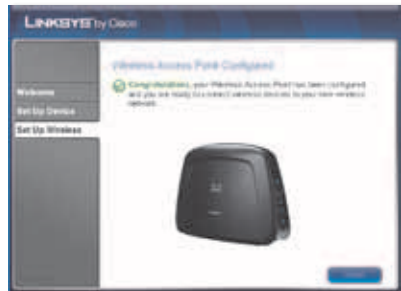 LINKSYS by Cisco
Wireless Access Point Configured
Congratulations, your Wireless Access Point has been configured
and you are ready to connect wireless devices to your new wireless
network.
Welcome
Set Up Device
Set Up Wireless